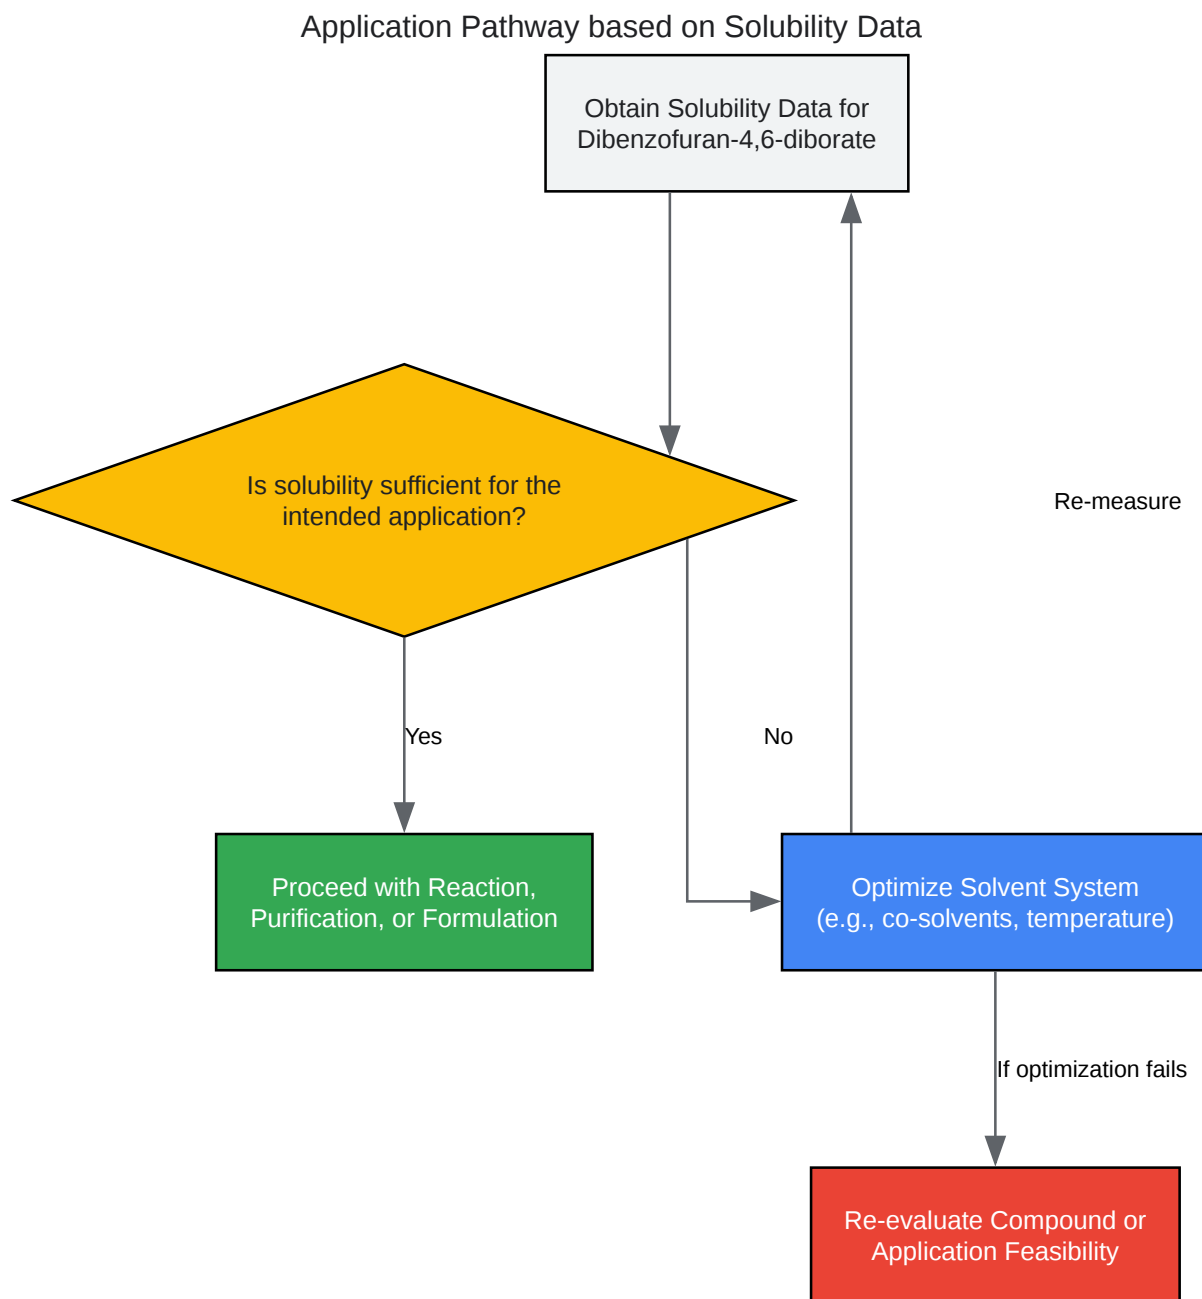 Application Pathway based on Solubility Data
Obtain Solubility Data for
Dibenzofuran-4,6-diborate
Is solubility sufficient for the
intended application?
Re-measure
Yes
No
Proceed with Reaction,
Purification, or Formulation
Optimize Solvent System
(e.g., co-solvents, temperature)
If optimization fails
Re-evaluate Compound or
Application Feasibility